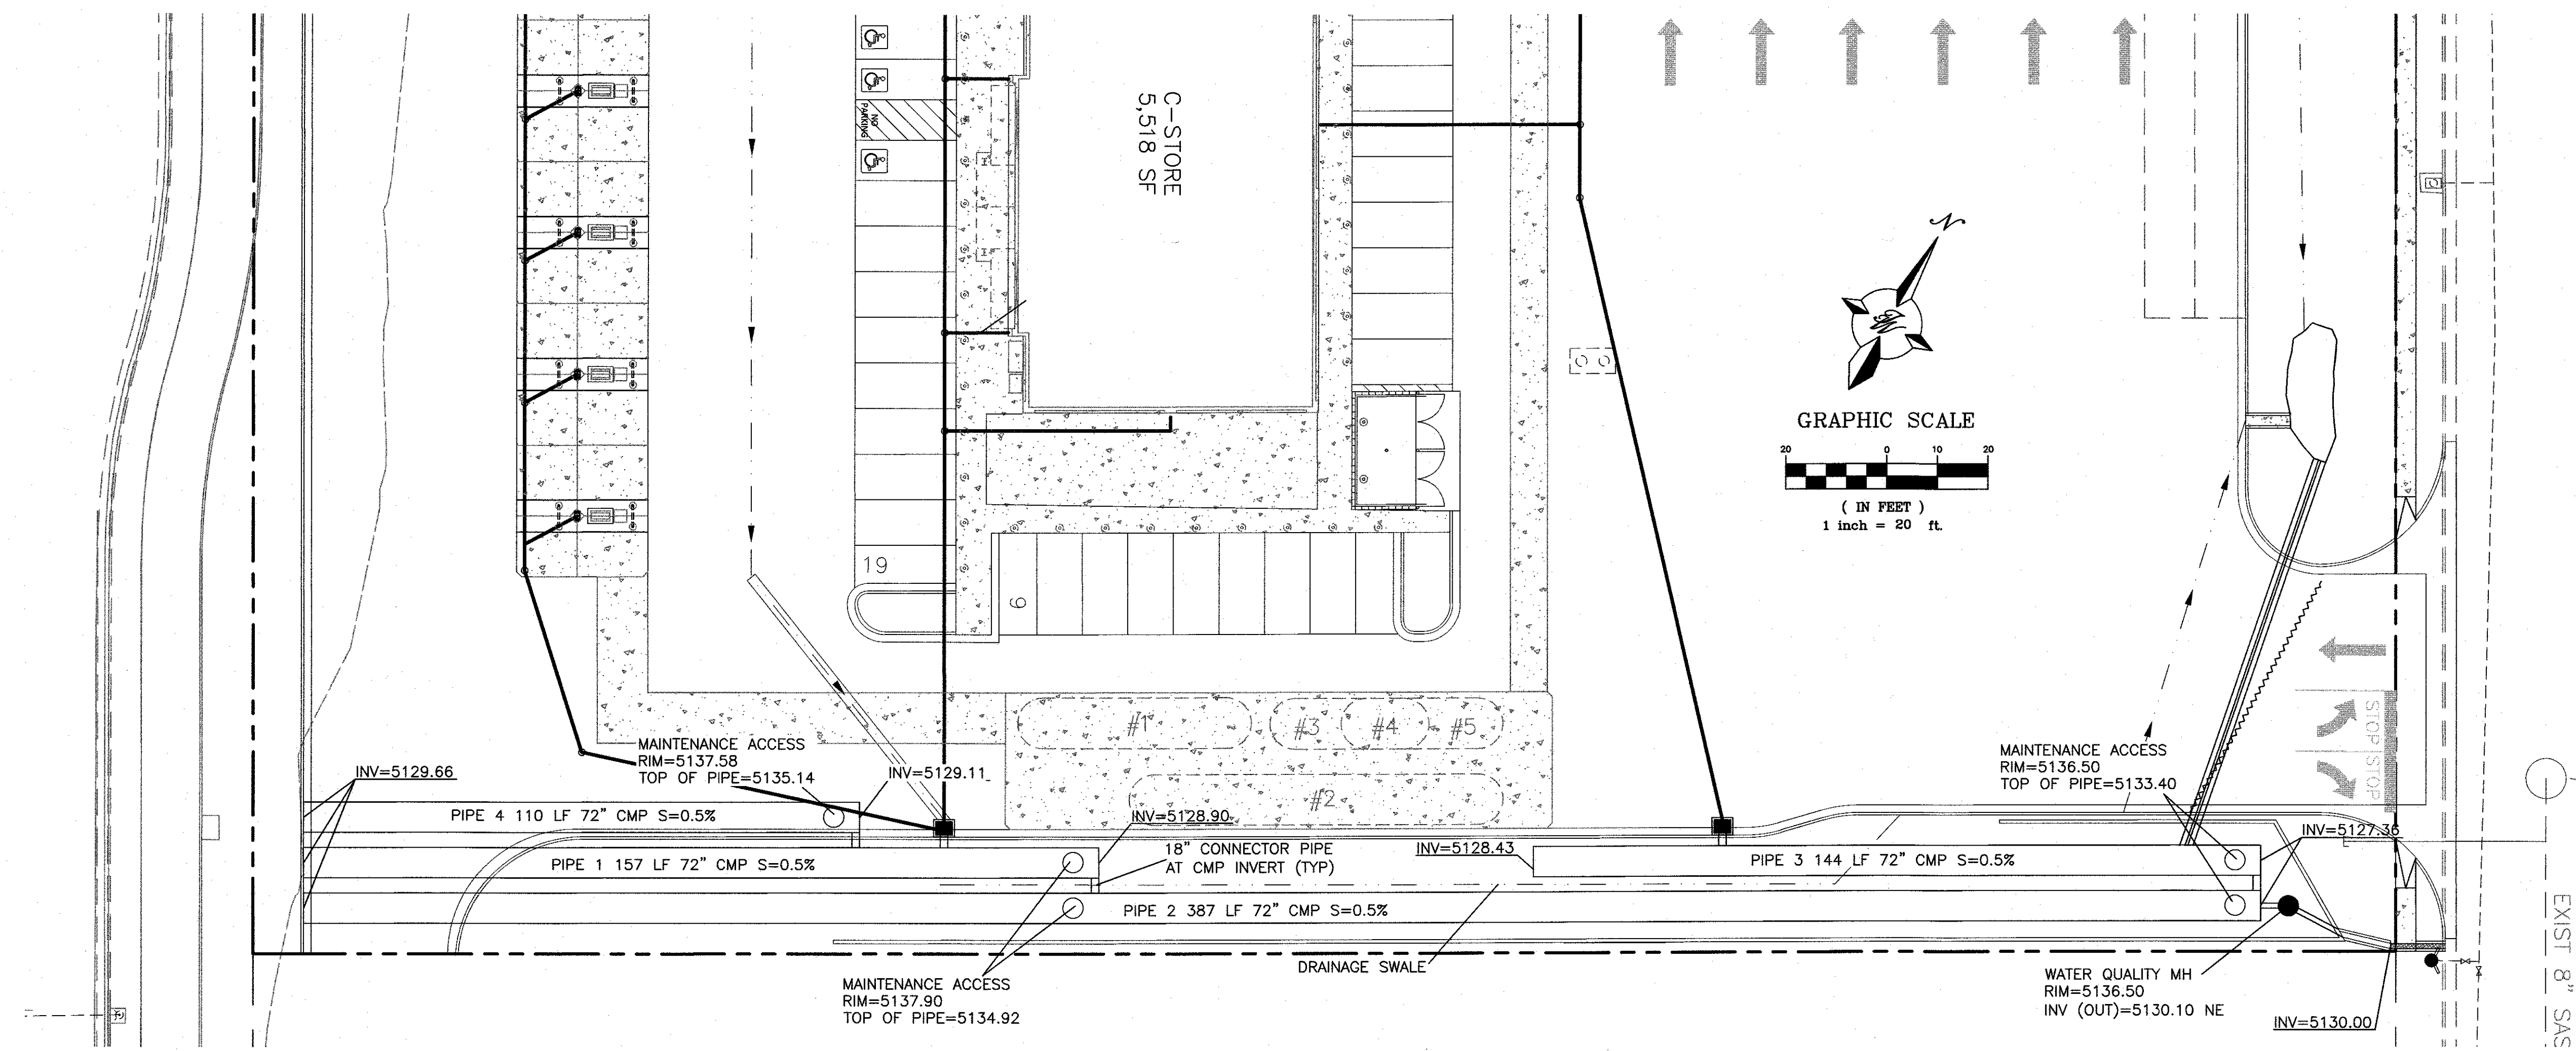 NO
PARKING
C-STORE
5,518 SF
N
GRAPHIC SCALE
20 0 10 20
( IN FEET )
1 inch = 20 ft.
19
9
#1
#3
#4
#5
#2
STOP
STOP
MAINTENANCE ACCESS
RIM=5137.58
TOP OF PIPE=5135.14
INV=5129.66
INV=5129.11
MAINTENANCE ACCESS
RIM=5136.50
TOP OF PIPE=5133.40
PIPE 4 110 LF 72" CMP S=0.5%
INV=5128.90
18" CONNECTOR PIPE
AT CMP INVERT (TYP)
INV=5128.43
INV=5127.36
PIPE 1 157 LF 72" CMP S=0.5%
PIPE 3 144 LF 72" CMP S=0.5%
PIPE 2 387 LF 72" CMP S=0.5%
DRAINAGE SWALE
MAINTENANCE ACCESS
RIM=5137.90
TOP OF PIPE=5134.92
WATER QUALITY MH
RIM=5136.50
INV (OUT)=5130.10 NE
INV=5130.00
EXIST 8" SAS